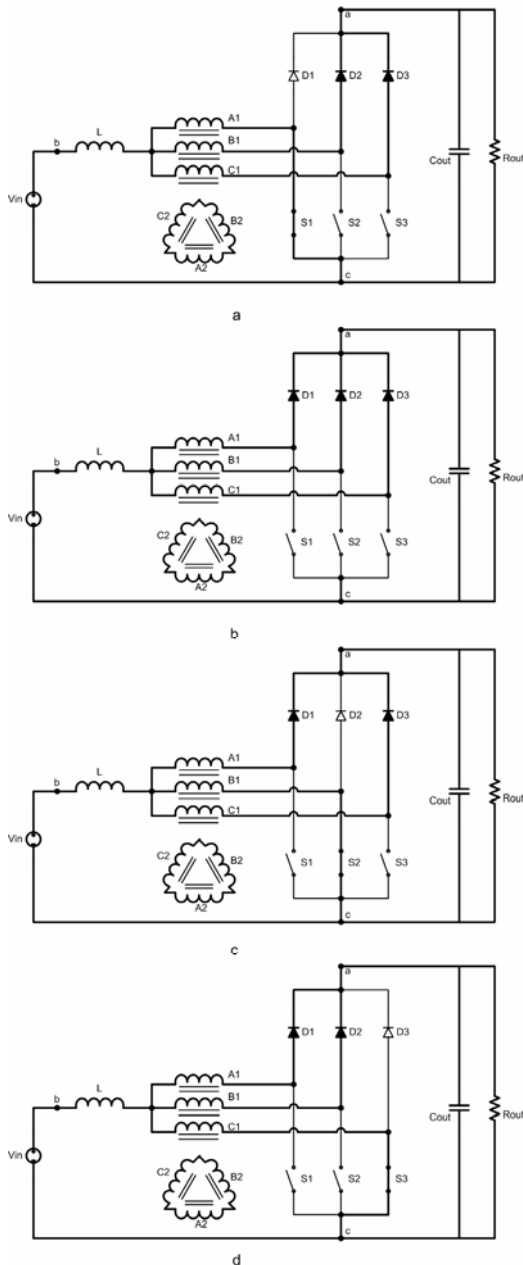 a
D1 D2 D3
A1
b L B1
C1
Cout Rout
Vin
C2 B2 S1 S2 S3
A2
c
a
a
D1 D2 D3
A1
b L B1
C1
Cout Rout
Vin
C2 B2 S1 S2 S3
A2
c
b
a
D1 D2 D3
A1
b L B1
C1
Cout Rout
Vin
C2 B2 S1 S2 S3
A2
c
c
a
D1 D2 D3
A1
b L B1
C1
Cout Rout
Vin
C2 B2 S1 S2 S3
A2
c
d